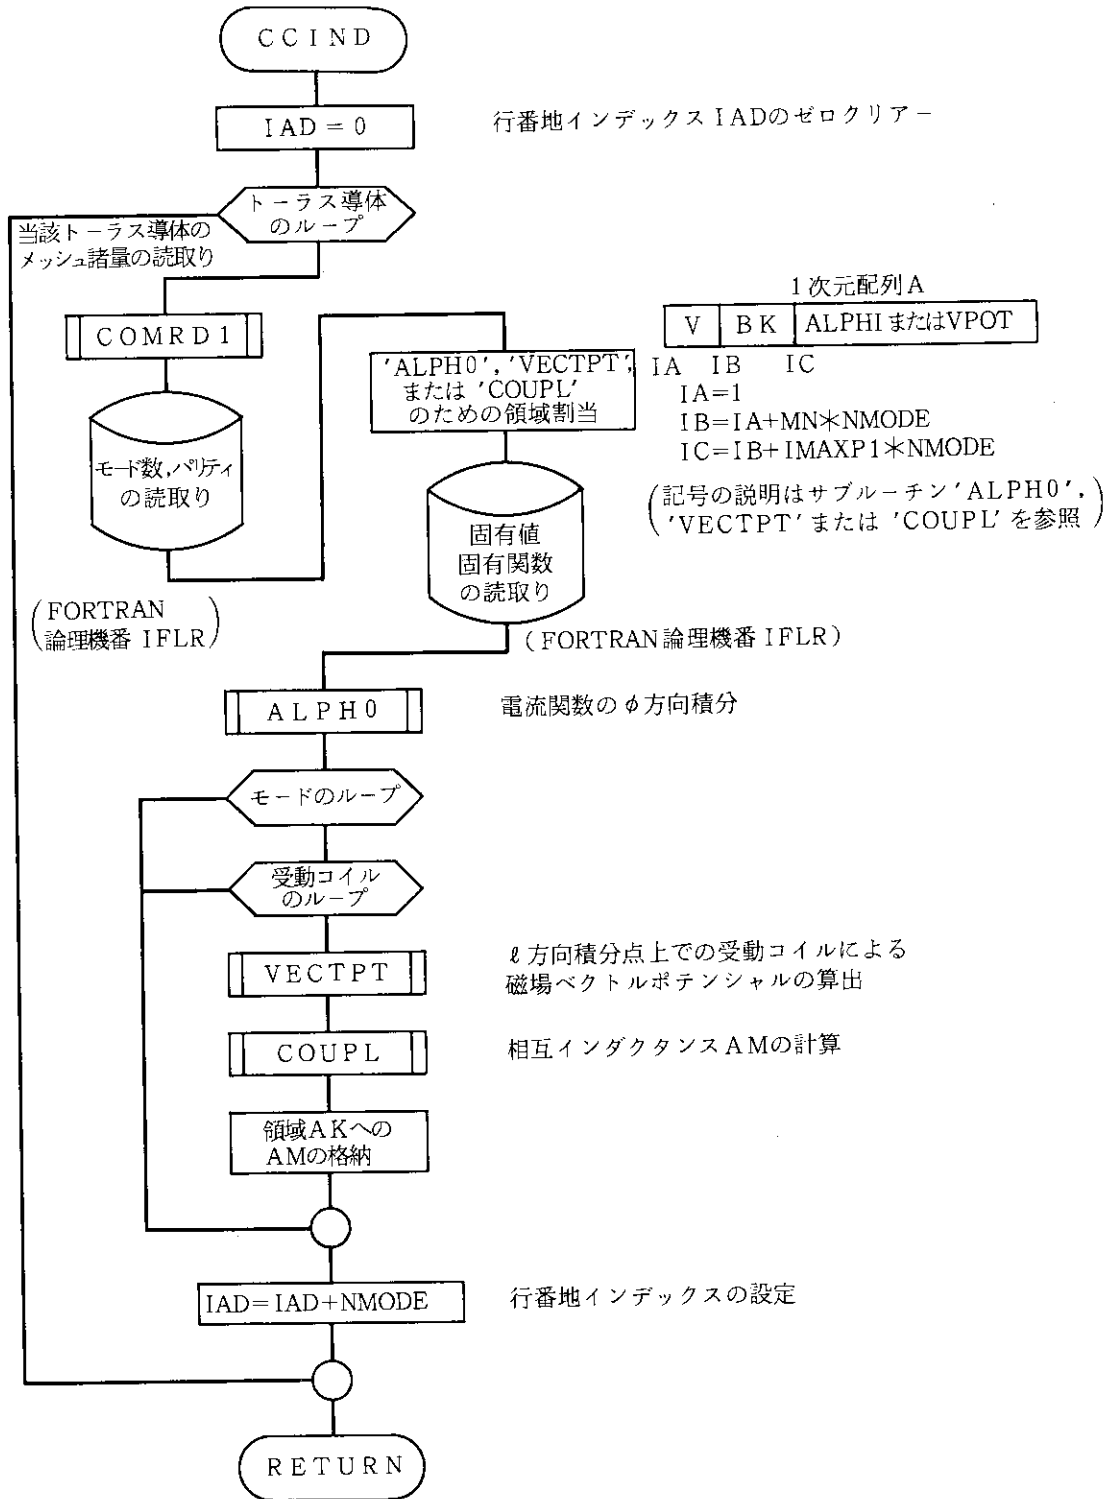 CCIND
IAD=0
行番地インデックスIADのゼロクリアー
トーラス導体
のループ
当該トーラス導体の
メッシュ諸量の読取り
COMRD1
モード数,パリティ
の読取り
(FORTRAN
論理機番 IFLR)
'ALPH0', 'VECTPT',
または 'COUPL'
のための領域割当
1次元配列A
V BK ALPHIまたはVPOT
IA IB IC
IA=1
IB=IA+MN*NMODE
IC=IB+IMAXP1*NMODE
(記号の説明はサブルーチン'ALPH0',
'VECTPT'または'COUPL'を参照)
固有値
固有関数
の読取り
(FORTRAN論理機番IFLR)
ALPH0
電流関数のφ方向積分
モードのループ
受動コイル
のループ
VECTPT
ℓ方向積分点上での受動コイルによる
磁場ベクトルポテンシャルの算出
COUPL
相互インダクタンスAMの計算
領域AKへの
AMの格納
IAD=IAD+NMODE
行番地インデックスの設定
RETURN